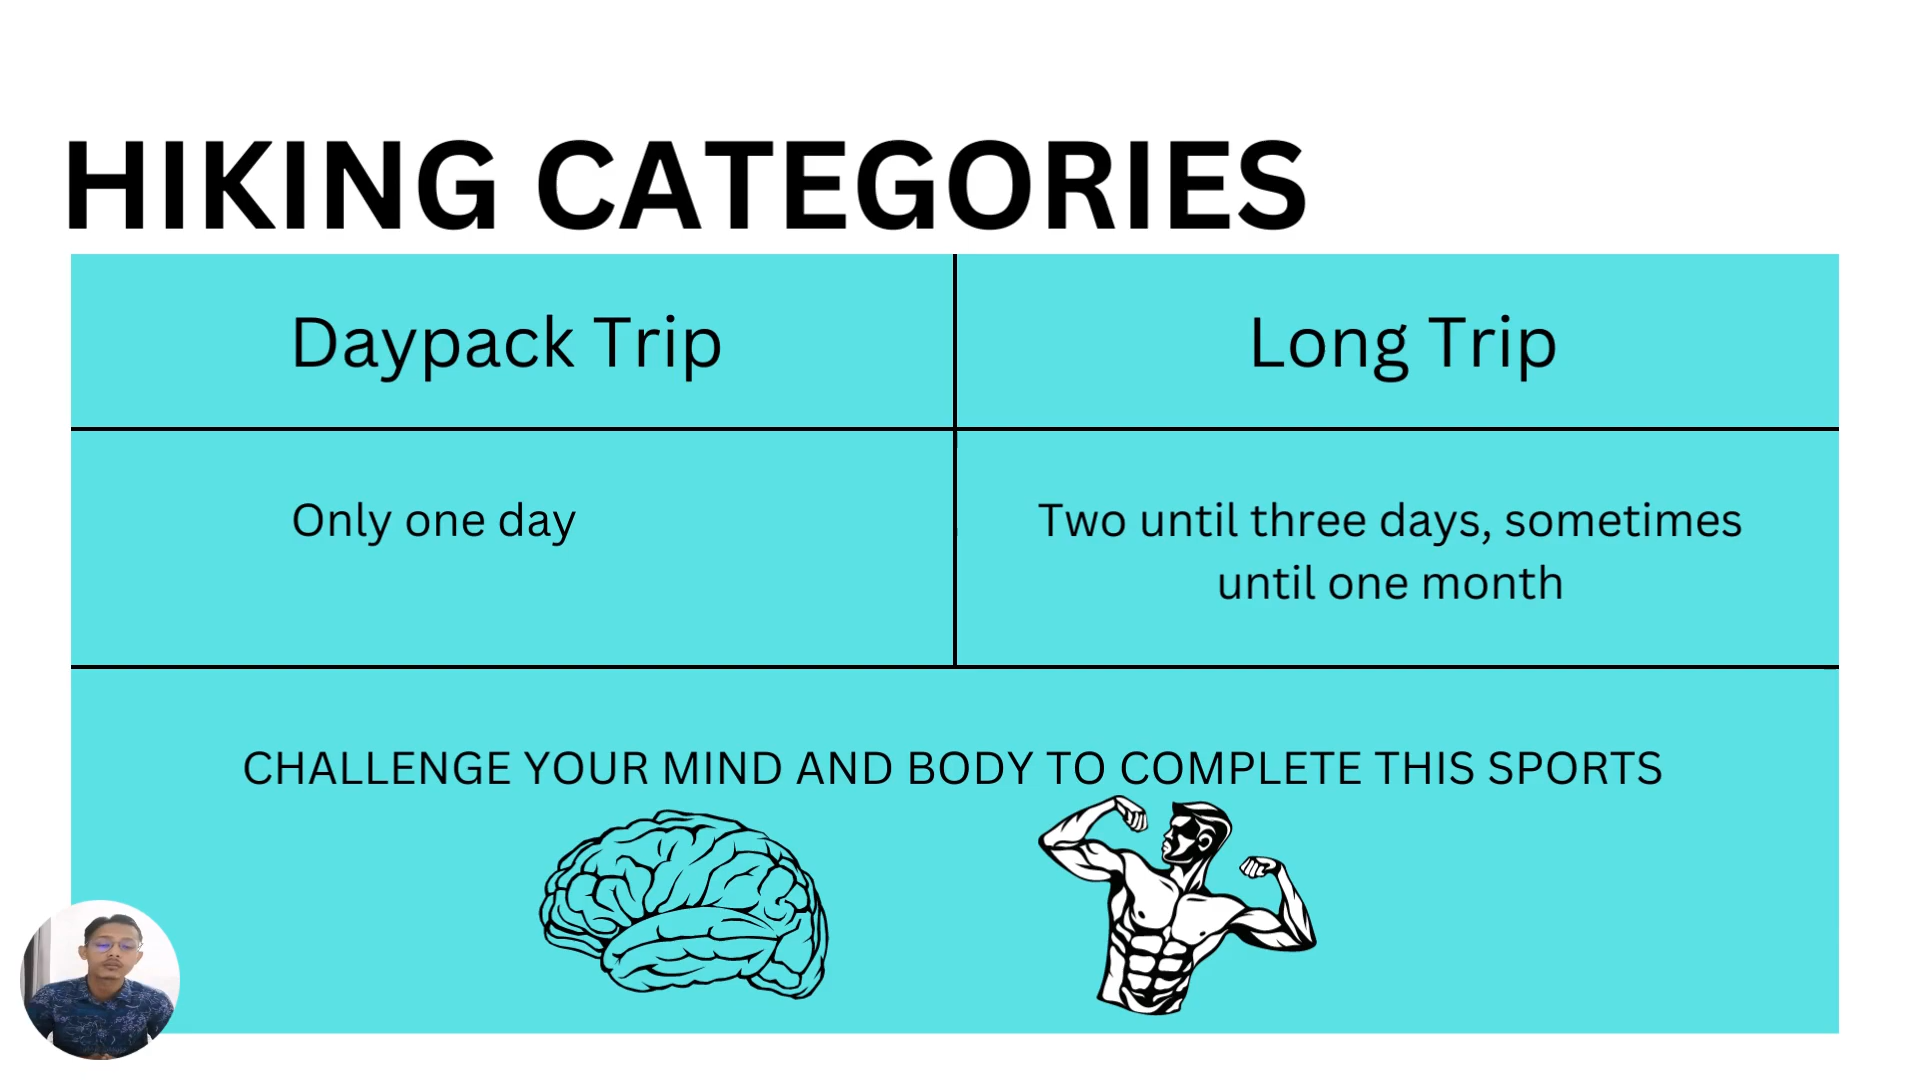 HIKING CATEGORIES
Daypack Trip
Long Trip
Only one day
Two until three days, sometimes
until one month
CHALLENGE YOUR MIND AND BODY TO COMPLETE THIS SPORTS